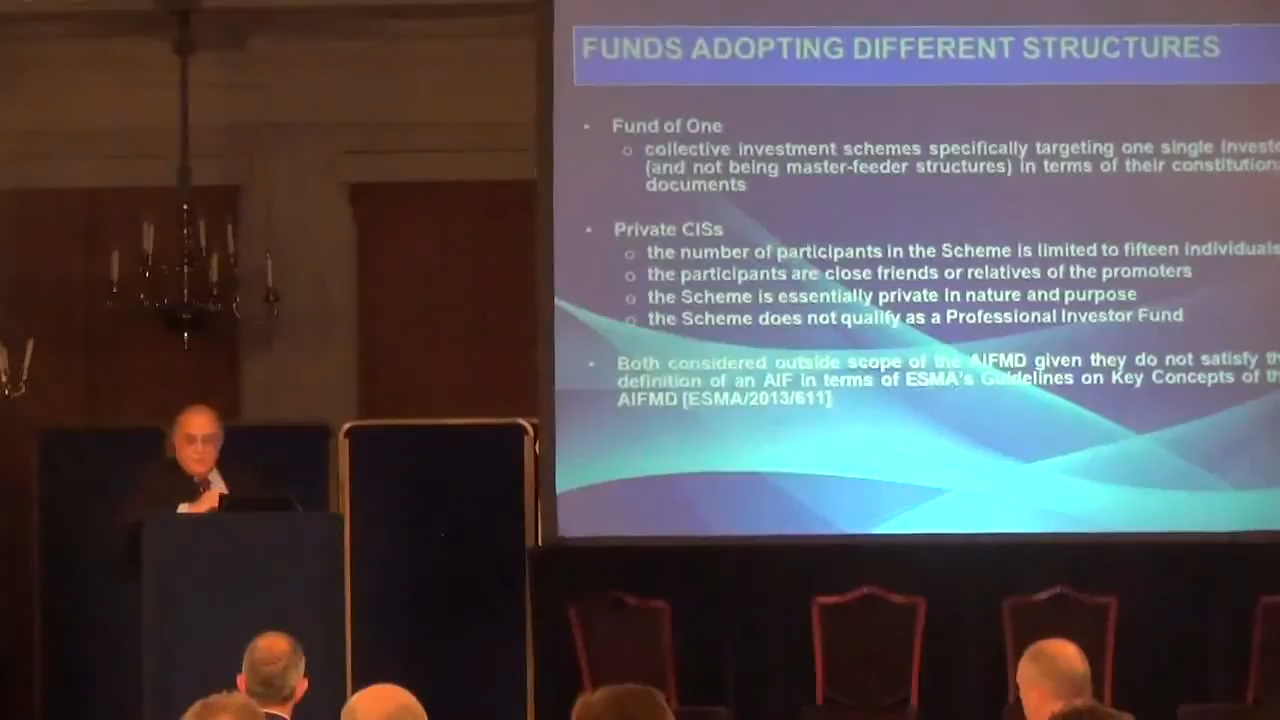 FUNDS ADOPTING DIFFERENT STRUCTURES
• Fund of One
o collective investment schemes specifically targeting one single
(and not being master-feeder structures) in terms of their
documents
• Private CISs
o the number of participants in the Scheme is limited to fifteen individuals
o the participants are close friends or relatives of the promoters
o the Scheme is essentially private in nature and purpose
o the Scheme does not qualify as a Professional Investor Fund
• Both considered outside scope of the AIFMD given they do not satisfy
definition of an AIF in terms of ESMA's Guidelines on Key Concepts of
AIFMD [ESMA/2013/611]